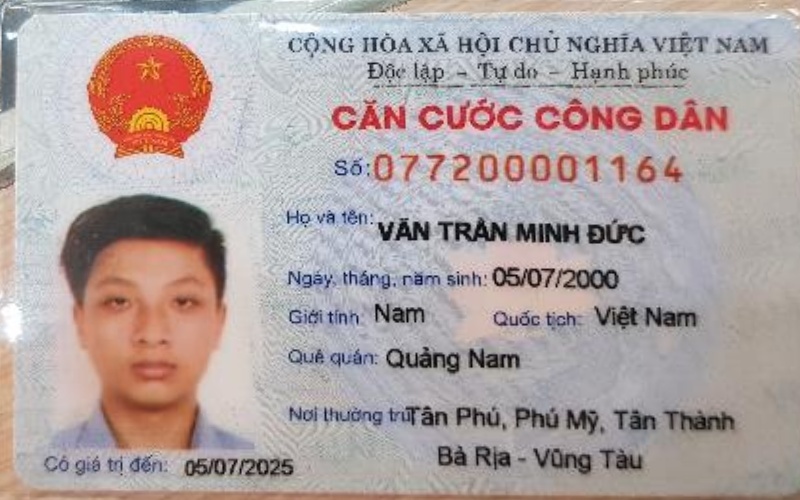 CỘNG HÒA XÃ HỘI CHỦ NGHĨA VIỆT NAM
Độc lập - Tự do - Hạnh phúc
CĂN CƯỚC CÔNG DÂN
Số: 077200001164
Họ và tên: VĂN TRẦN MINH ĐỨC
Ngày, tháng, năm sinh: 05/07/2000
Giới tính: Nam Quốc tịch: Việt Nam
Quê quán: Quảng Nam
Nơi thường trú: Tân Phú, Phú Mỹ, Tân Thành
Bà Rịa - Vũng Tàu
Có giá trị đến: 05/07/2025